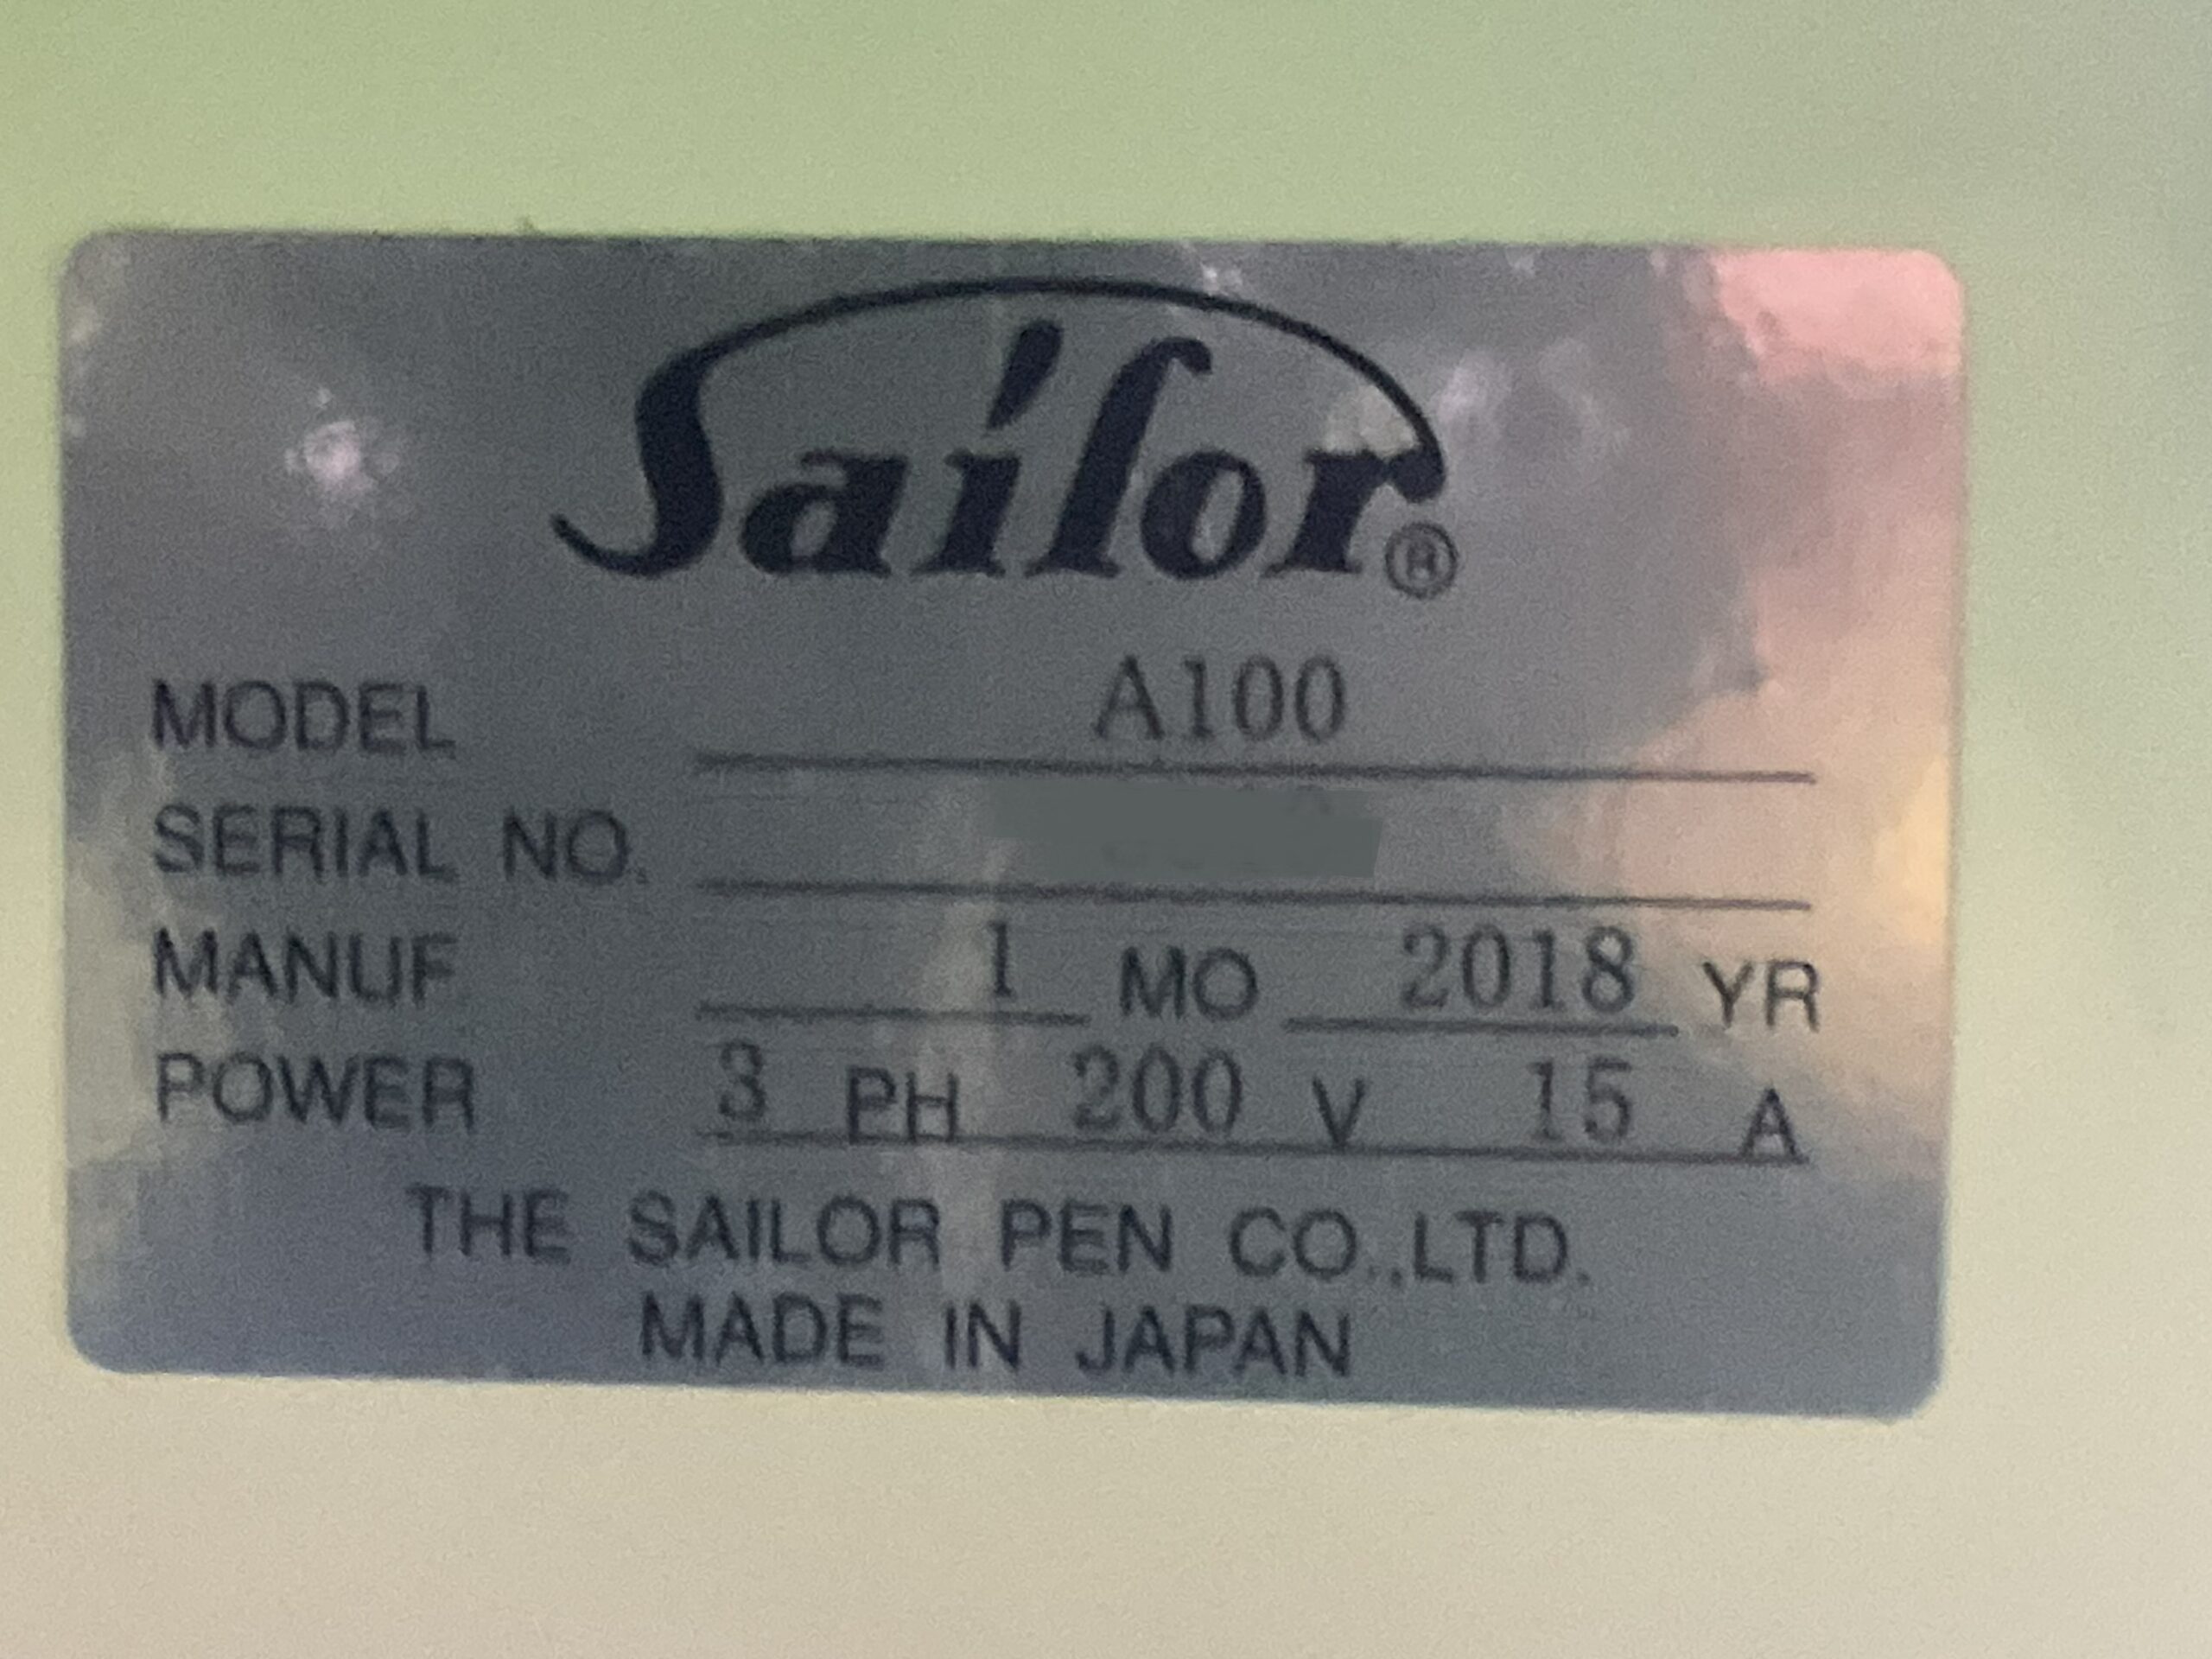 Sailor®
MODEL A100
SERIAL NO.
MANUF 1 MO 2018 YR
POWER 3 PH 200 V 15 A
THE SAILOR PEN CO.,LTD.
MADE IN JAPAN